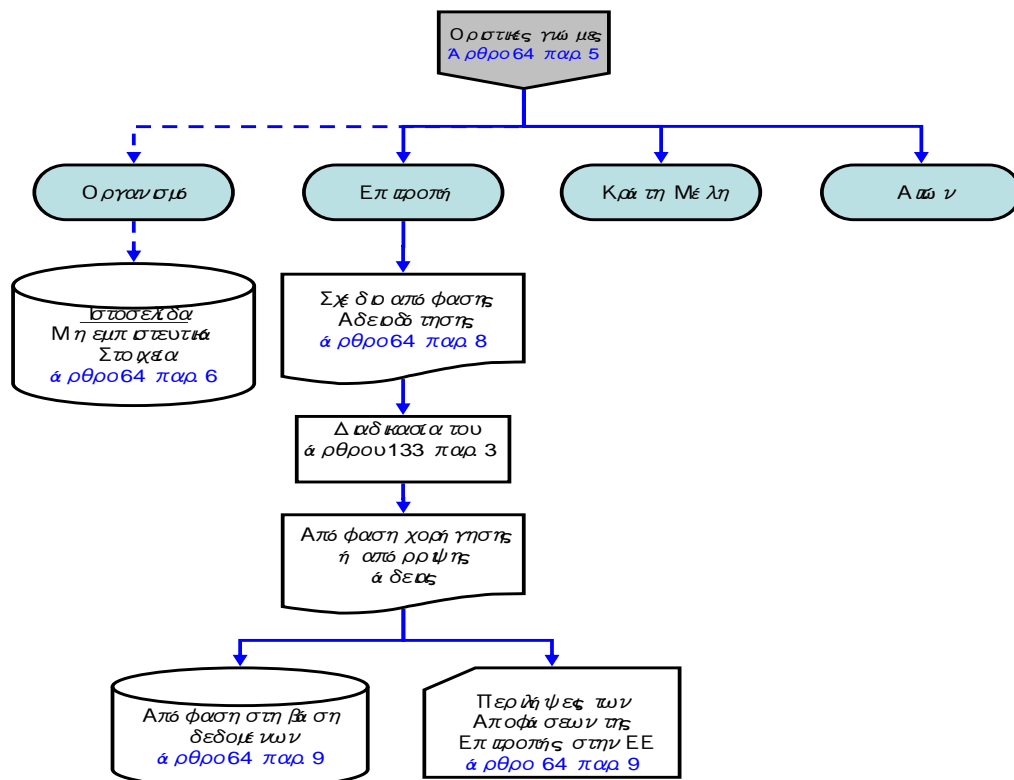 Οριστικές γνώμες
Άρθρο 64 παρ. 5
Οργανισμό
Επιτροπή
Κράτη Μέλη
Αιτών
Ιστοσελίδα
Μη εμπιστευτικά
Στοιχεία
άρθρο 64 παρ. 6
Σχέδιο απόφασης
Αδειοδότησης
άρθρο 64 παρ. 8
Διαδικασία του
άρθρου 133 παρ. 3
Απόφαση χορήγησης
ή απόρριψης
άδειας
Απόφαση στη βάση
δεδομένων
άρθρο 64 παρ. 9
Περιλήψεις των
Αποφάσεων της
Επιτροπής στην ΕΕ
άρθρο 64 παρ. 9